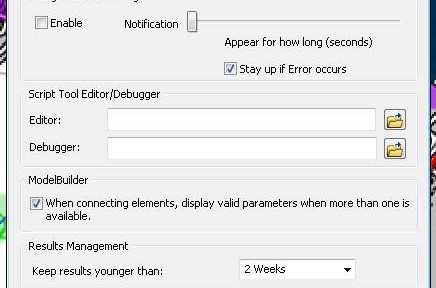 Enable
Notification
Appear for how long (seconds)
Stay up if Error occurs
Script Tool Editor/Debugger
Editor:
Debugger:
ModelBuilder
When connecting elements, display valid parameters when more than one is
available.
Results Management
Keep results younger than:
2 Weeks